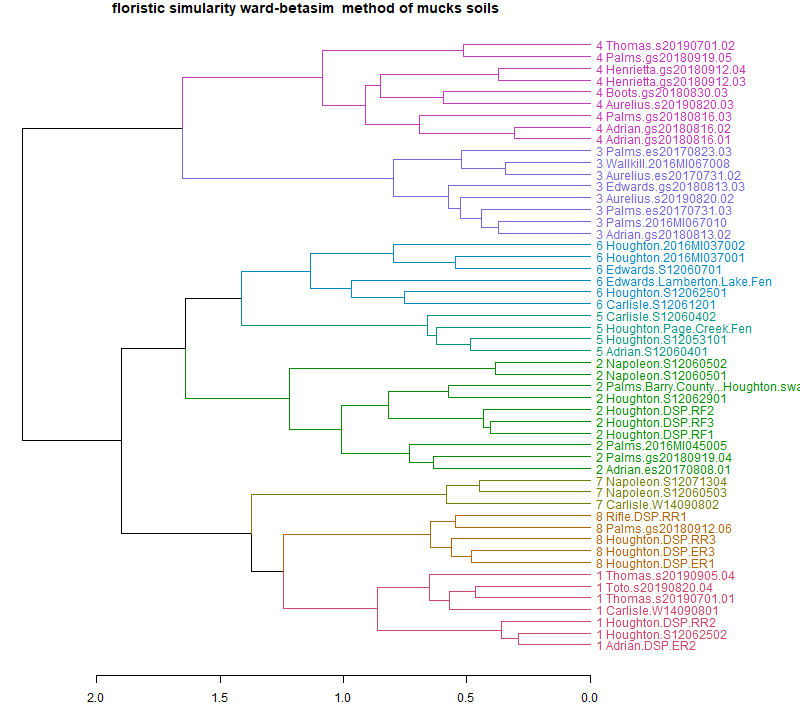 floristic simularity ward-betasim method of mucks soils
4 Thomas.s20190701.02
4 Palms.gs20180919.05
4 Henrietta.gs20180912.04
4 Henrietta.gs20180912.03
4 Boots.gs20180830.03
4 Aurelius.s20190820.03
4 Palms.gs20180816.03
4 Adrian.gs20180816.02
4 Adrian.gs20180816.01
3 Palms.es20170823.03
3 Wallkill.2016MI067008
3 Aurelius.es20170731.02
3 Edwards.gs20180813.03
3 Aurelius.s20190820.02
3 Palms.es20170731.03
3 Palms.2016MI067010
3 Adrian.gs20180813.02
6 Houghton.2016MI037002
6 Houghton.2016MI037001
6 Edwards.S12060701
6 Edwards.Lamberton.Lake.Fen
6 Houghton.S12062501
6 Carlisle.S12061201
5 Carlisle.S12060402
5 Houghton.Page.Creek.Fen
5 Houghton.S12053101
5 Adrian.S12060401
2 Napoleon.S12060502
2 Napoleon.S12060501
2 Palms.Barry.County...Houghton.swa
2 Houghton.S12062901
2 Houghton.DSP.RF2
2 Houghton.DSP.RF3
2 Houghton.DSP.RF1
2 Palms.2016MI045005
2 Palms.gs20180919.04
2 Adrian.es20170808.01
7 Napoleon.S12071304
7 Napoleon.S12060503
7 Carlisle.W14090802
8 Rifle.DSP.RR1
8 Palms.gs20180912.06
8 Houghton.DSP.RR3
8 Houghton.DSP.ER3
8 Houghton.DSP.ER1
1 Thomas.s20190905.04
1 Toto.s20190820.04
1 Thomas.s20190701.01
1 Carlisle.W14090801
1 Houghton.DSP.RR2
1 Houghton.S12062502
1 Adrian.DSP.ER2
2.0 1.5 1.0 0.5 0.0